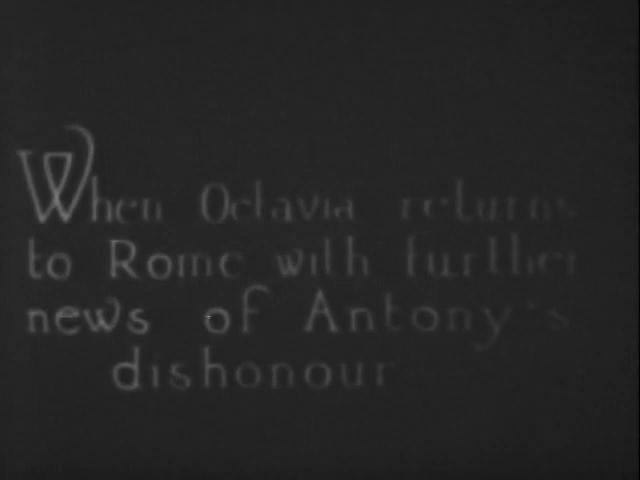 When Octavia returns
to Rome with further
news of Antony's
dishonour